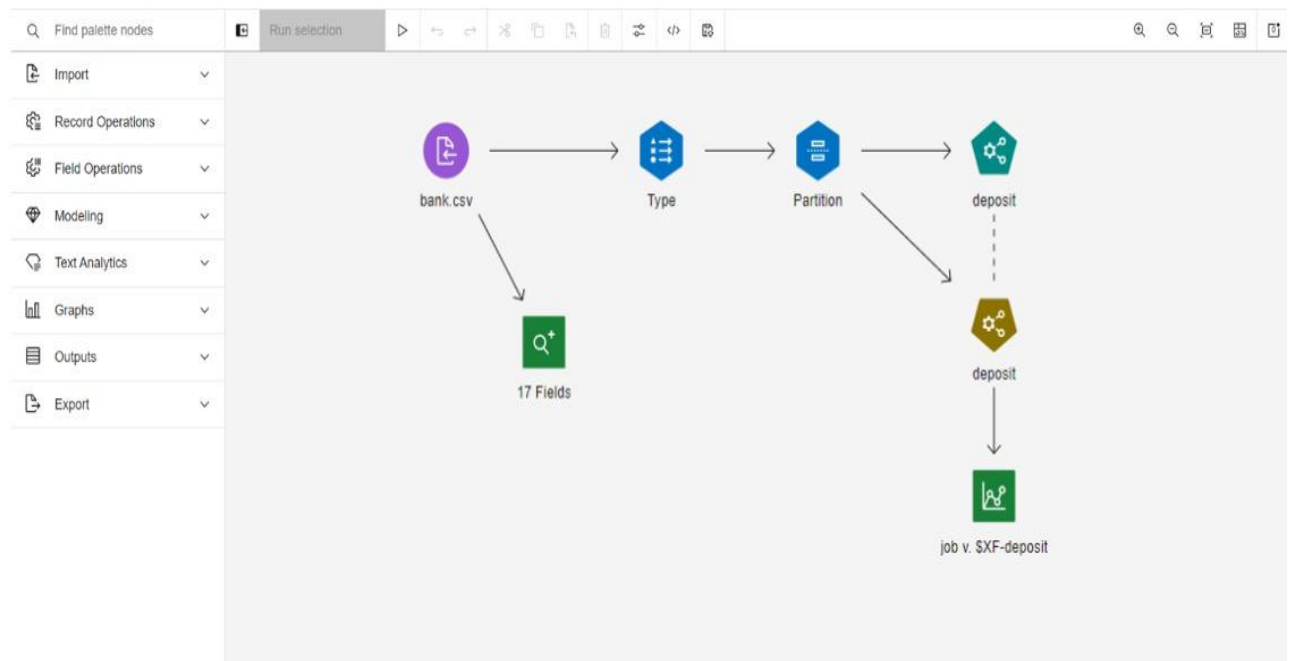 Find palette nodes
Run selection
Import
Record Operations
Field Operations
Modeling
Text Analytics
Graphs
Outputs
Export
bank.csv
Type
Partition
deposit
17 Fields
deposit
job v. $XF-deposit